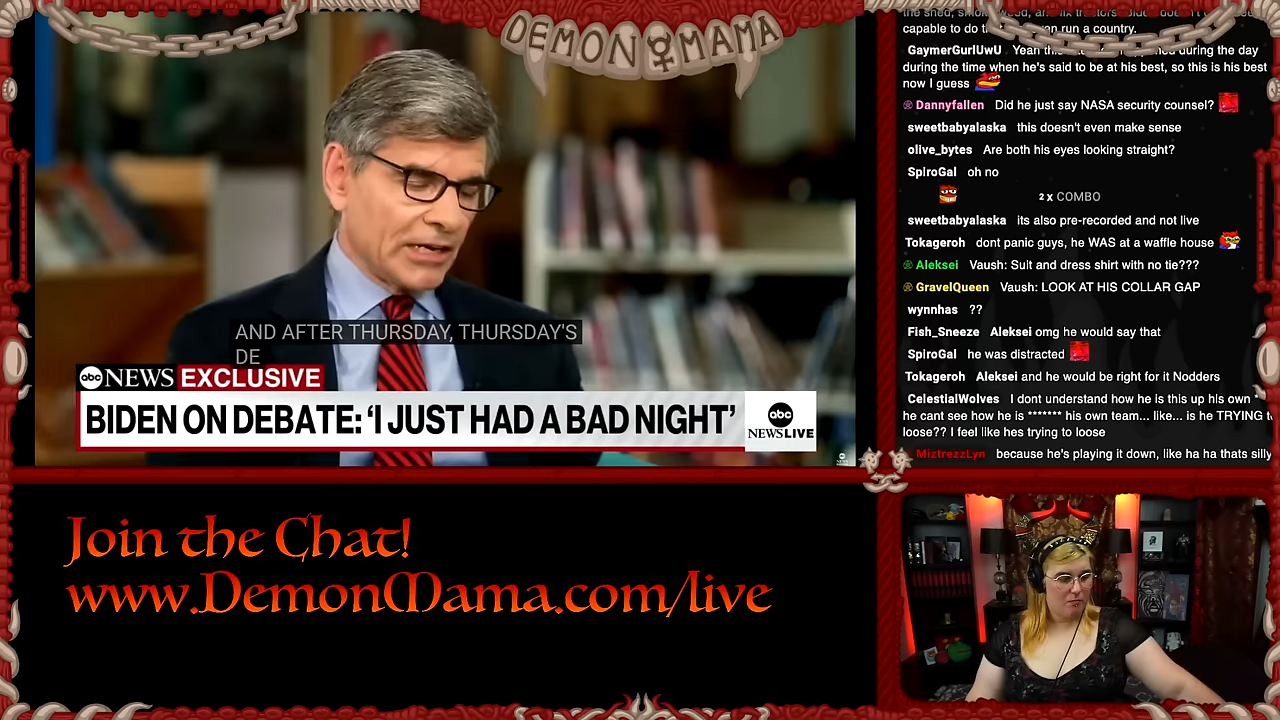 DEMON MAMA
AND AFTER THURSDAY, THURSDAY'S
DE
abc NEWS EXCLUSIVE
BIDEN ON DEBATE: 'I JUST HAD A BAD NIGHT'
abc
NEWSLIVE
Join the Chat!
www.DemonMama.com/live
capable to do run a country.
GaymerGurlUwU Yeah during the day
during the time when he's said to be at his best, so this is his best
now I guess
Dannyfallen Did he just say NASA security counsel?
sweetbabyalaska this doesn't even make sense
olive_bytes Are both his eyes looking straight?
SpiroGal oh no
2 x COMBO
sweetbabyalaska its also pre-recorded and not live
Tokageroh dont panic guys, he WAS at a waffle house
Aleksei Vaush: Suit and dress shirt with no tie???
GravelQueen Vaush: LOOK AT HIS COLLAR GAP
wynnhas ??
Fish_Sneeze Aleksei omg he would say that
SpiroGal he was distracted
Tokageroh Aleksei and he would be right for it Nodders
CelestialWolves I dont understand how he is this up his own *
he cant see how he is ******* his own team... like... is he TRYING t
loose?? I feel like hes trying to loose
MiztrezzLyn because he's playing it down, like ha ha thats silly